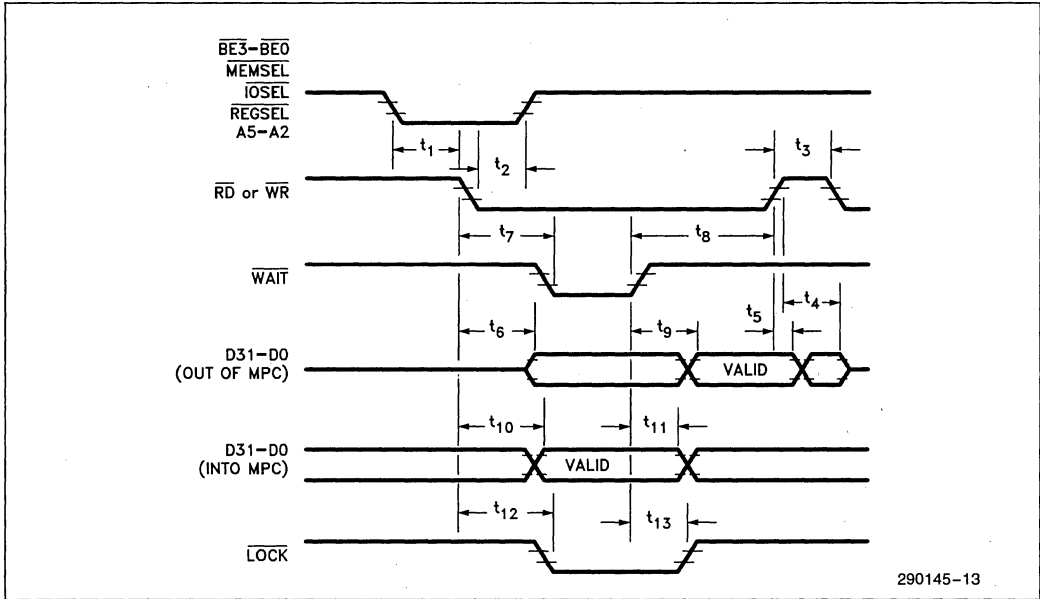 BE3-BE0
MEMSEL
IOSEL
REGSEL
A5-A2
t1
t2
t3
RD or WR
t7
t8
WAIT
t4
t5
t6
t9
D31-D0
(OUT OF MPC)
VALID
t10
t11
D31-D0
(INTO MPC)
VALID
t12
t13
LOCK
290145-13